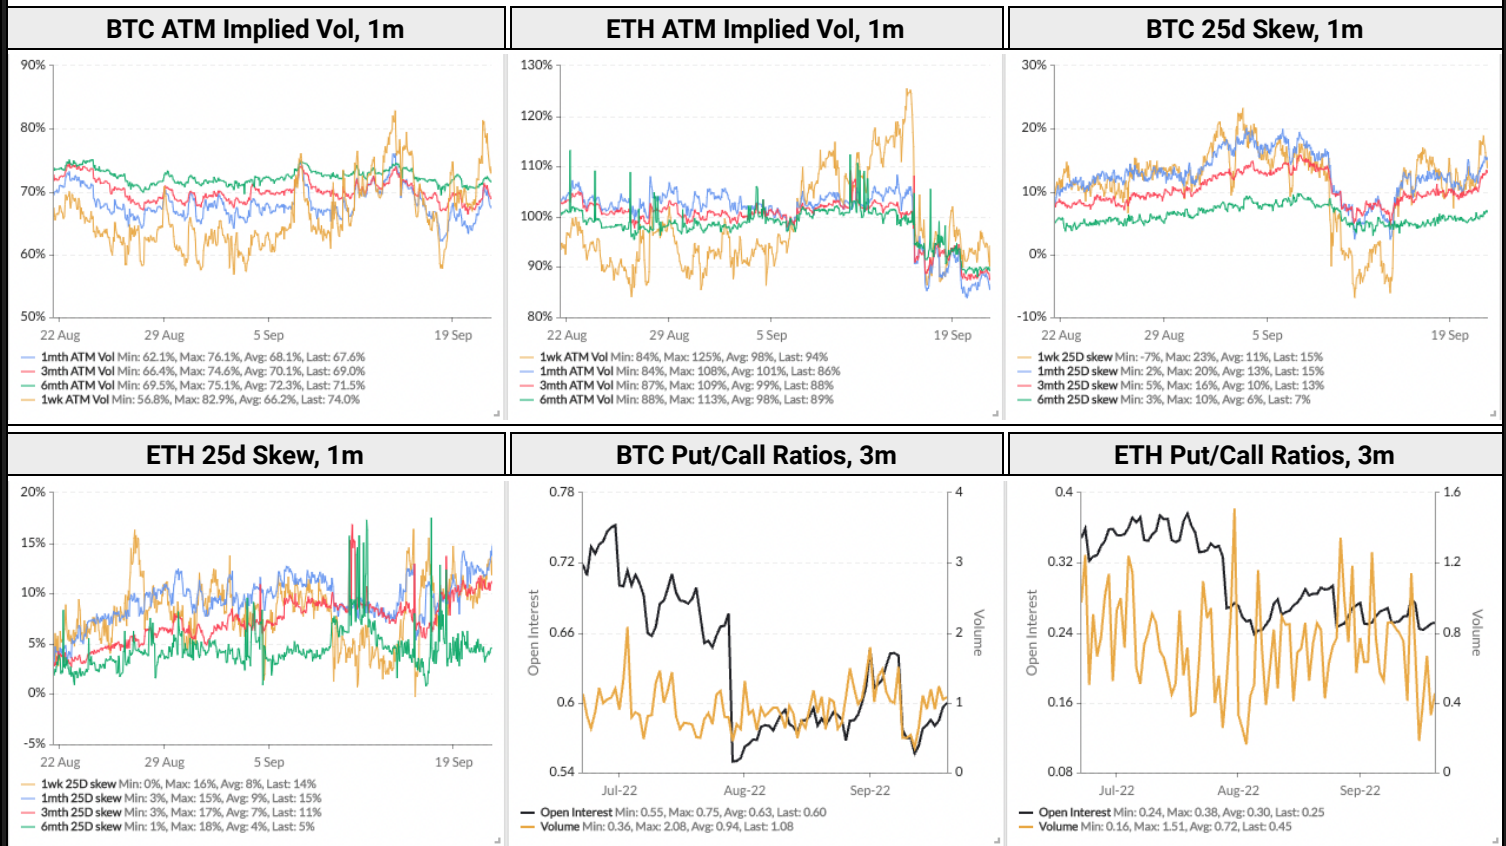 BTC ATM Implied Vol, 1m
90%
80%
70%
60%
50%
22 Aug 29 Aug 5 Sep 19 Sep
1mth ATM Vol Min: 62.1%, Max: 76.1%, Avg: 68.1%, Last: 67.6%
3mth ATM Vol Min: 66.4%, Max: 74.6%, Avg: 70.1%, Last: 69.0%
6mth ATM Vol Min: 69.5%, Max: 75.1%, Avg: 72.3%, Last: 71.5%
1wk ATM Vol Min: 56.8%, Max: 82.9%, Avg: 66.2%, Last: 74.0%
ETH ATM Implied Vol, 1m
130%
120%
110%
100%
90%
80%
22 Aug 29 Aug 5 Sep 19 Sep
1wk ATM Vol Min: 84%, Max: 125%, Avg: 98%, Last: 94%
1mth ATM Vol Min: 84%, Max: 108%, Avg: 101%, Last: 86%
3mth ATM Vol Min: 87%, Max: 109%, Avg: 99%, Last: 88%
6mth ATM Vol Min: 88%, Max: 113%, Avg: 98%, Last: 89%
BTC 25d Skew, 1m
30%
20%
10%
0%
-10%
22 Aug 29 Aug 5 Sep 19 Sep
1wk 25D skew Min: -7%, Max: 23%, Avg: 11%, Last: 15%
1mth 25D skew Min: 2%, Max: 20%, Avg: 13%, Last: 15%
3mth 25D skew Min: 5%, Max: 16%, Avg: 10%, Last: 13%
6mth 25D skew Min: 3%, Max: 10%, Avg: 6%, Last: 7%
ETH 25d Skew, 1m
20%
15%
10%
5%
0%
-5%
22 Aug 29 Aug 5 Sep 19 Sep
1wk 25D skew Min: 0%, Max: 16%, Avg: 8%, Last: 14%
1mth 25D skew Min: 3%, Max: 15%, Avg: 9%, Last: 15%
3mth 25D skew Min: 3%, Max: 17%, Avg: 7%, Last: 11%
6mth 25D skew Min: 1%, Max: 18%, Avg: 4%, Last: 5%
BTC Put/Call Ratios, 3m
0.78 4
0.72 3
0.66 2
0.6 1
0.54 0
Open Interest
Volume
Jul-22 Aug-22 Sep-22
Open Interest Min: 0.55, Max: 0.75, Avg: 0.63, Last: 0.60
Volume Min: 0.36, Max: 2.08, Avg: 0.94, Last: 1.08
ETH Put/Call Ratios, 3m
0.4 1.6
0.32 1.2
0.24 0.8
0.16 0.4
0.08 0
Open Interest
Volume
Jul-22 Aug-22 Sep-22
Open Interest Min: 0.24, Max: 0.38, Avg: 0.30, Last: 0.25
Volume Min: 0.16, Max: 1.51, Avg: 0.72, Last: 0.45